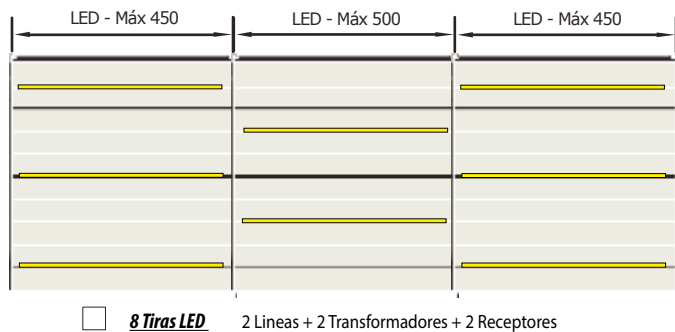 LED - Máx 450 LED - Máx 500 LED - Máx 450
8 Tiras LED 2 Lineas + 2 Transformadores + 2 Receptores